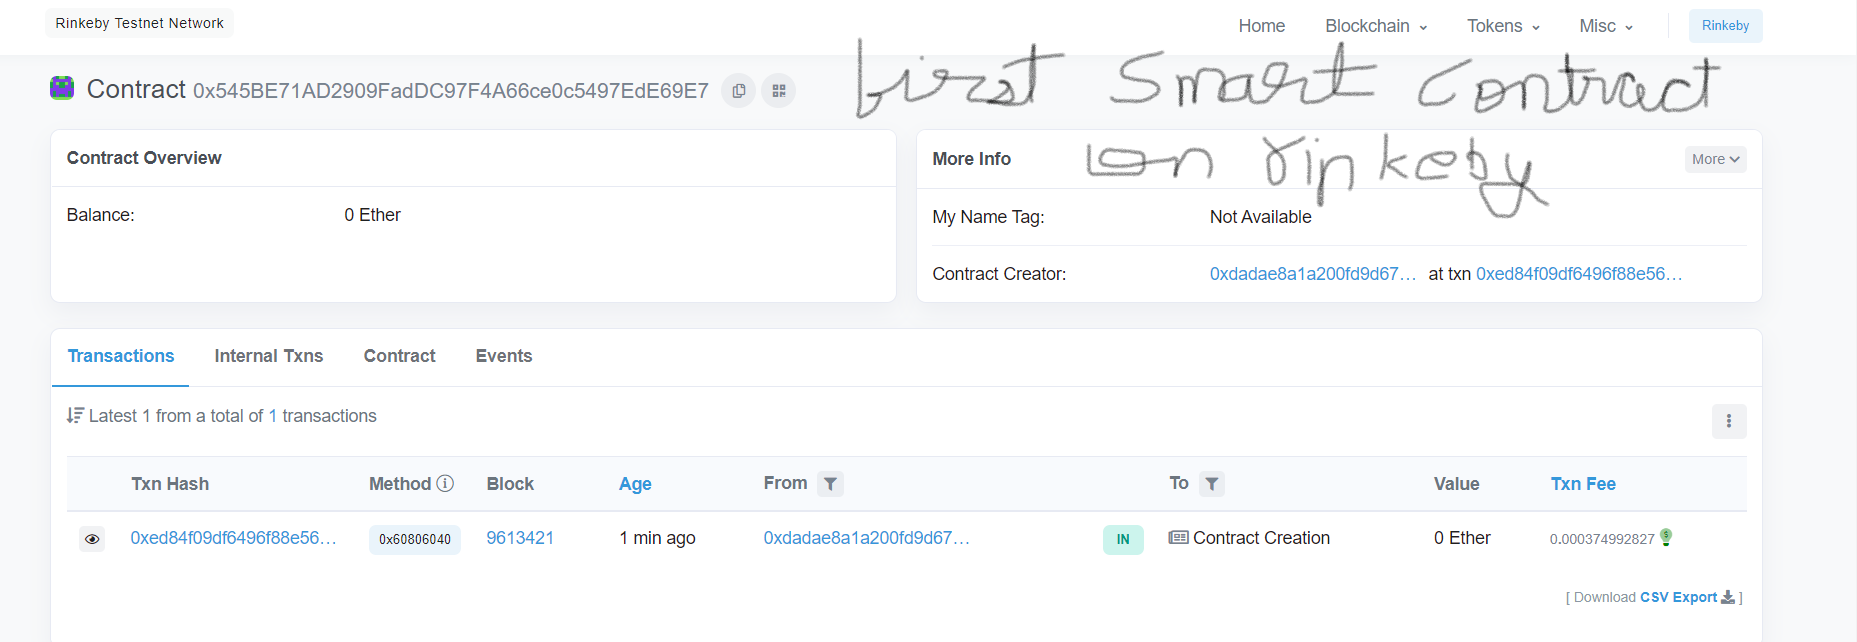 Rinkeby Testnet Network
Home Blockchain Tokens Misc Rinkeby
Contract 0x545BE71AD2909FadDC97F4A66ce0c5497EdE69E7
first Smart Contract
on rinkeby
Contract Overview
Balance: 0 Ether
More Info More
My Name Tag: Not Available
Contract Creator: 0xdadae8a1a200fd9d67... at txn 0xed84f09df6496f88e56...
Transactions Internal Txns Contract Events
Latest 1 from a total of 1 transactions
Txn Hash Method Block Age From To Value Txn Fee
0xed84f09df6496f88e56... 0x60806040 9613421 1 min ago 0xdadae8a1a200fd9d67... IN Contract Creation 0 Ether 0.000374992827
[ Download CSV Export ]